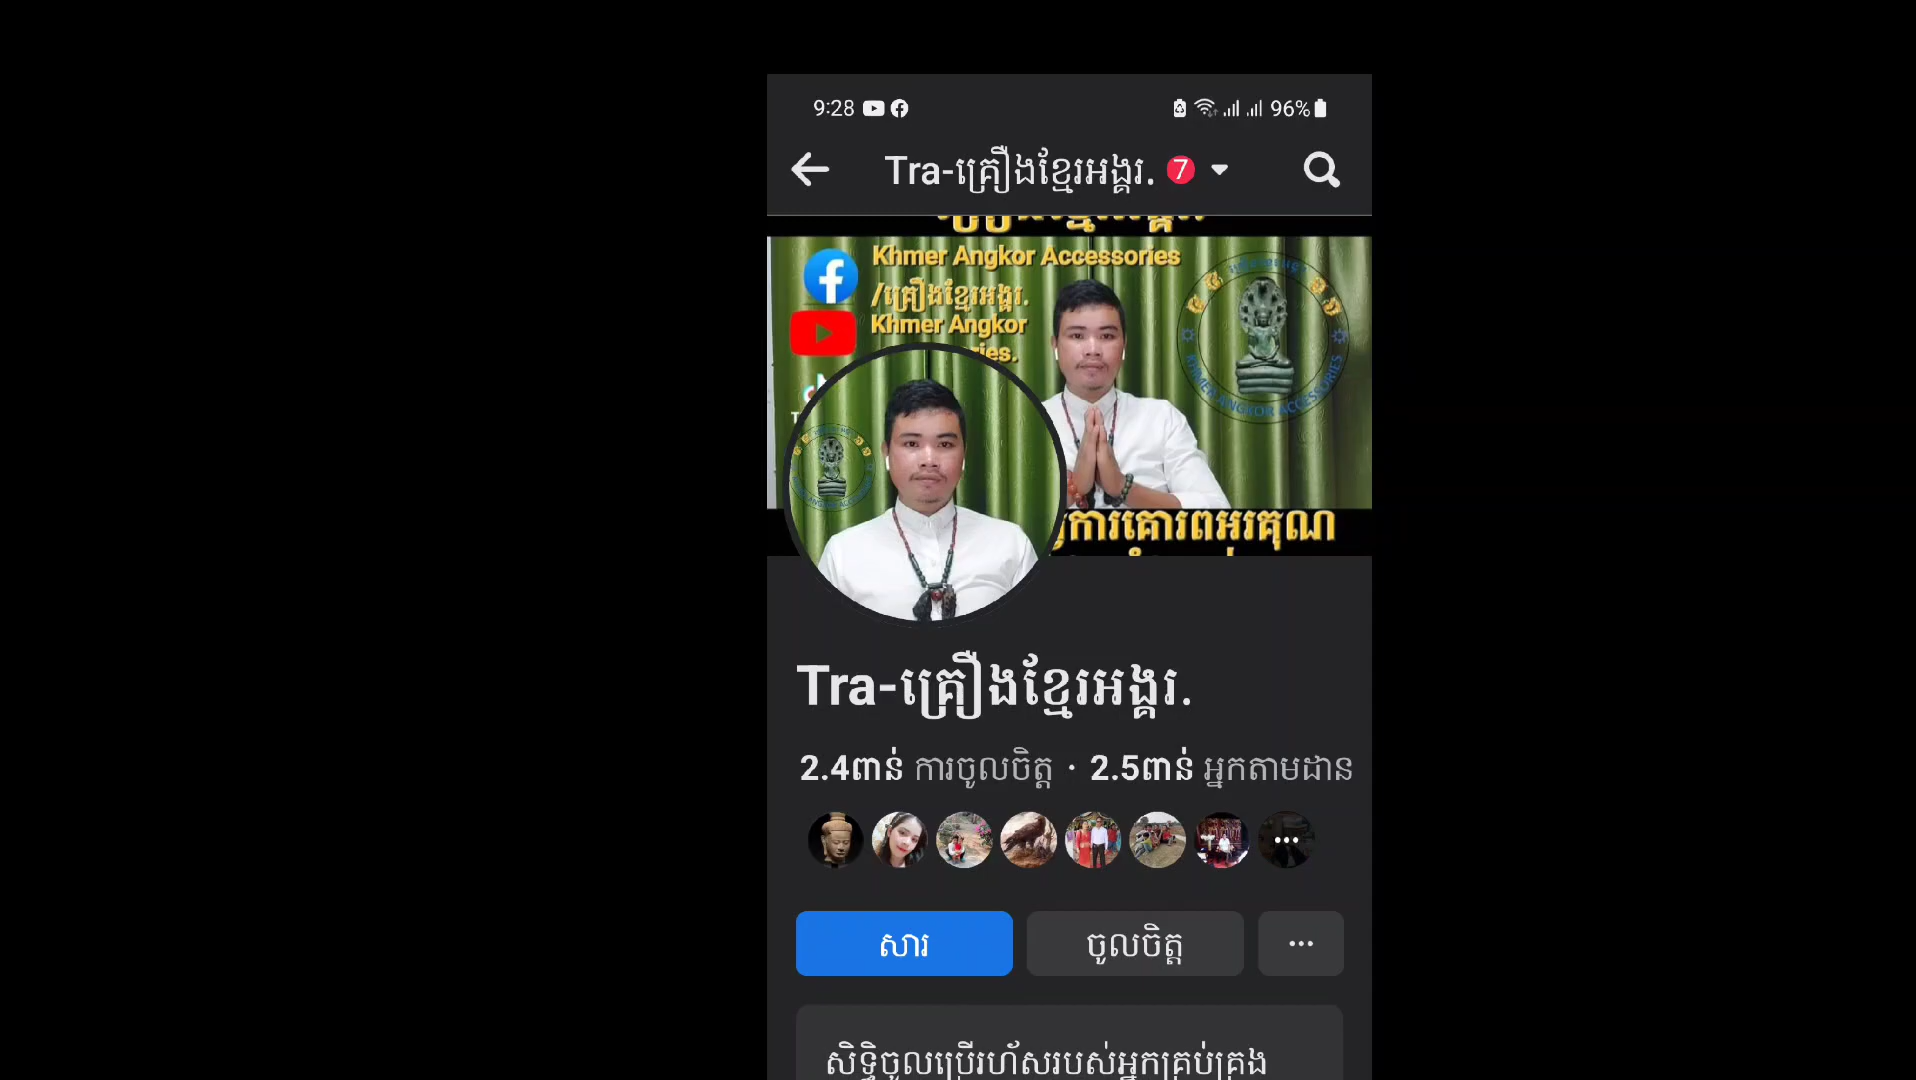 9:28 96%
Tra-គ្រឿងខ្មែរអង្គរ. 7
Khmer Angkor Accessories
/គ្រឿងខ្មែរអង្គរ.
Khmer Angkor
ries.
KHMER ANGKOR ACCESSORIES
ការគោរពអរគុណ
Tra-គ្រឿងខ្មែរអង្គរ.
2.4ពាន់ ការចូលចិត្ត · 2.5ពាន់ អ្នកតាមដាន
សារ
ចូលចិត្ត
សិទ្ធិចូលប្រើរហ័សរបស់អ្នកគ្រប់គ្រង